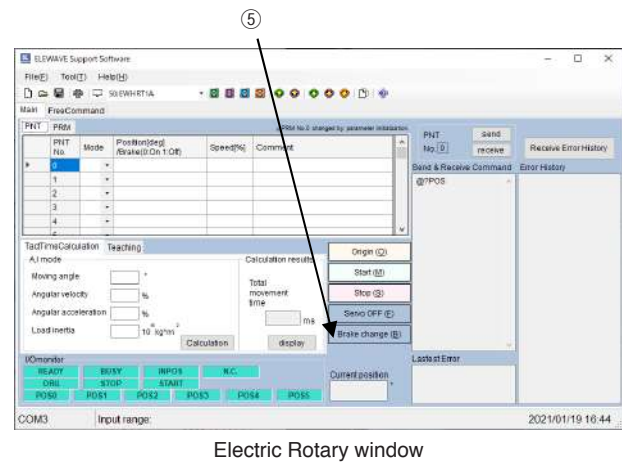 ⑤
ELEWAVE Support Software
File(F) Tool(T) Help(H)
50:EWHRT1A
Main FreeCommand
PNT PRM
PNT No. Mode Position[deg] /Brake(0:On 1:Off) Speed[%] Comment
0
1
2
3
4
PNT No. 0 send receive
Receive Error History
Send & Receive Command Error History
@?POS
TactTimeCalculation Teaching
A,I mode
Moving angle °
Angular velocity %
Angular acceleration %
Load inertia 10 kg*m²
Calculation
Calculation results
Total movement time
ms
display
Origin (O)
Start (M)
Stop (S)
Servo OFF (F)
Brake change (B)
Current position
°
Lastest Error
I/Omonitor
READY BUSY INPOS N.C.
STOP START
POS0 POS1 POS2 POS3 POS4 POS5
COM3 Input range: 2021/01/19 16:44
Electric Rotary window